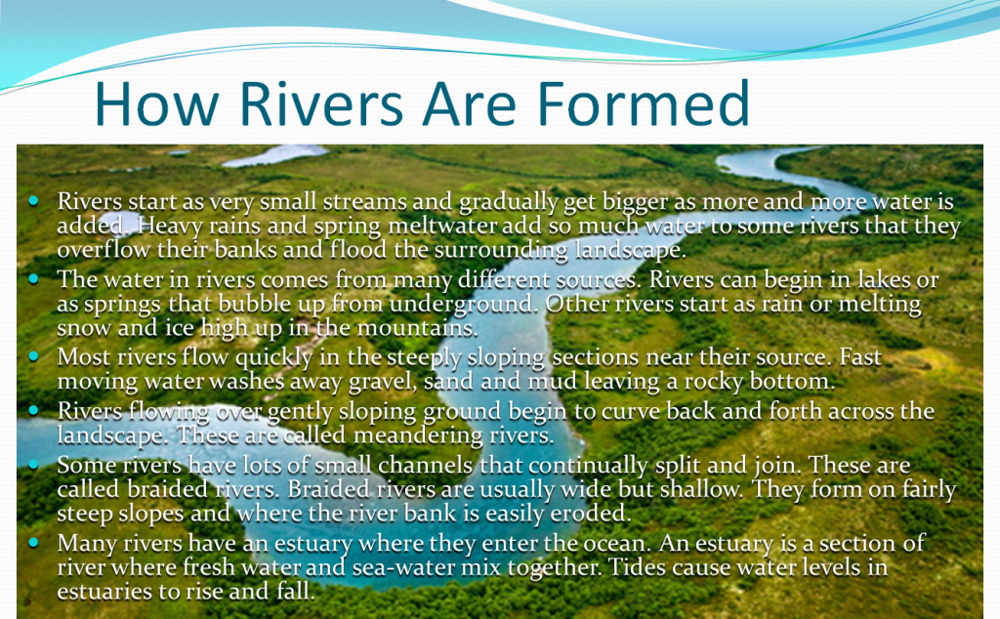 How Rivers Are Formed
• Rivers start as very small streams and gradually get bigger as more and more water is
added. Heavy rains and spring meltwater add so much water to some rivers that they
overflow their banks and flood the surrounding landscape.
• The water in rivers comes from many different sources. Rivers can begin in lakes or
as springs that bubble up from underground. Other rivers start as rain or melting
snow and ice high up in the mountains.
• Most rivers flow quickly in the steeply sloping sections near their source. Fast
moving water washes away gravel, sand and mud leaving a rocky bottom.
• Rivers flowing over gently sloping ground begin to curve back and forth across the
landscape. These are called meandering rivers.
• Some rivers have lots of small channels that continually split and join. These are
called braided rivers. Braided rivers are usually wide but shallow. They form on fairly
steep slopes and where the river bank is easily eroded.
• Many rivers have an estuary where they enter the ocean. An estuary is a section of
river where fresh water and sea-water mix together. Tides cause water levels in
estuaries to rise and fall.